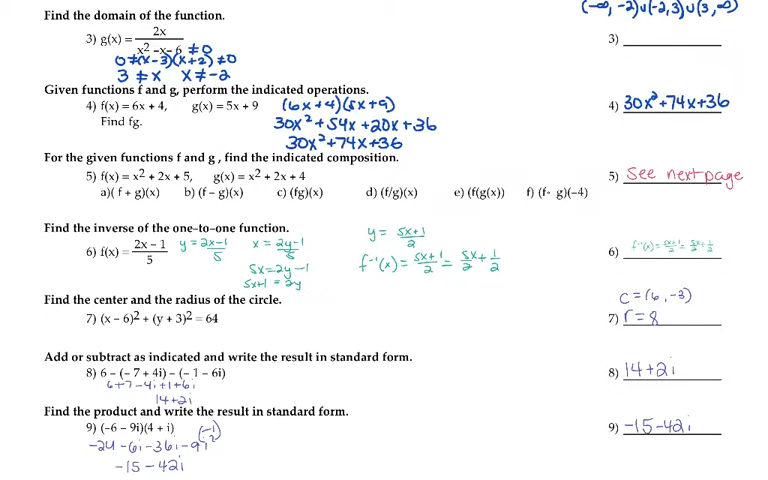 (-∞, -2)∪(-2,3)∪(3,∞)
Find the domain of the function.
3) g(x) = 2x / x² - x - 6 ≠0
3) 
0≠(x-3)(x+2)≠0
3 ≠ x   x ≠ -2
Given functions f and g, perform the indicated operations.
4) f(x) = 6x + 4,   g(x) = 5x + 9   (6x+4)(5x+9)
4) 30x²+74x+36
Find fg.   30x²+54x+20x+36
30x²+74x+36
For the given functions f and g , find the indicated composition.
5) f(x) = x² + 2x + 5,   g(x) = x² + 2x + 4
5) see next page
a)( f + g)(x)   b) (f – g)(x)   c) (fg)(x)   d) (f/g)(x)   e) (f(g(x))   f) (f∘ g)(-4)
Find the inverse of the one-to-one function.
6) f(x) = 2x - 1 / 5   y = 2x-1 / 5   x = 2y-1 / 5   y = 5x+1 / 2
5x=2y-1   f⁻¹(x) = 5x+1 / 2 = 5x / 2 + 1 / 2
5x+1 = 2y
6) f⁻¹(x) = 5x+1 / 2 = 5x / 2 + 1 / 2
Find the center and the radius of the circle.
C = (6, -3)
7) (x - 6)² + (y + 3)² = 64
7) r = 8
Add or subtract as indicated and write the result in standard form.
8) 6 – (– 7 + 4i) – (– 1 – 6i)
8) 14+2i
6+7-4i+1+6i
14+2i
Find the product and write the result in standard form.
9) (-6 – 9i)(4 + i)   (-1)
9) -15-42i
-24-6i-36i-9i²
-15-42i